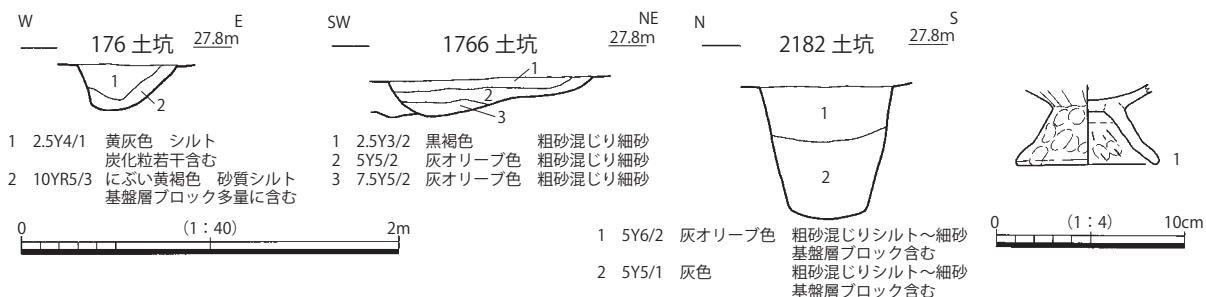 W E
176 土坑 27.8m
1
2
1 2.5Y4/1 黄灰色 シルト
炭化粒若干含む
2 10YR5/3 にぶい黄褐色 砂質シルト
基盤層ブロック多量に含む
SW NE
1766 土坑 27.8m
1
2
3
1 2.5Y3/2 黒褐色 粗砂混じり細砂
2 5Y5/2 灰オリーブ色 粗砂混じり細砂
3 7.5Y5/2 灰オリーブ色 粗砂混じり細砂
0 (1：40) 2m
N S
2182 土坑 27.8m
1
2
1 5Y6/2 灰オリーブ色 粗砂混じりシルト～細砂
基盤層ブロック含む
2 5Y5/1 灰色 粗砂混じりシルト～細砂
基盤層ブロック含む
1
0 (1：4) 10cm